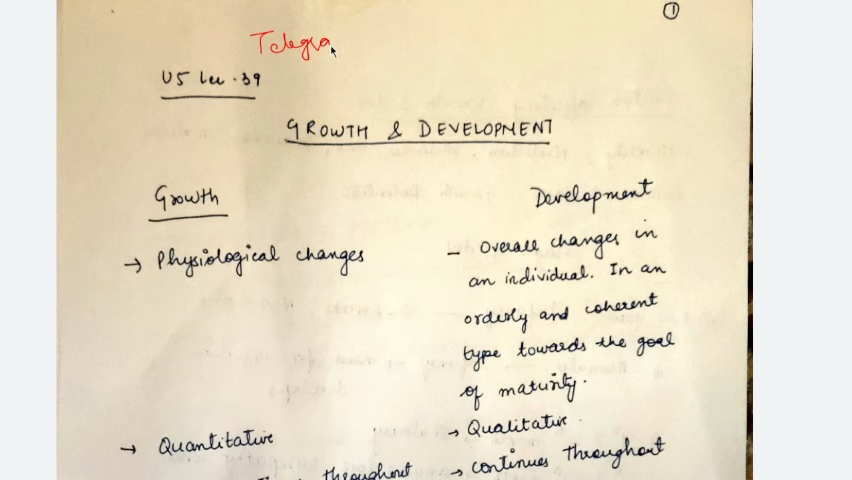 ①
Telegra
U5 Lec. 39
GROWTH & DEVELOPMENT
Growth
→ Physiological changes
→ Quantitative
throughout
Development
– Overall changes in
an individual. In an
orderly and coherent
type towards the goal
of maturity.
→ Qualitative
→ continues throughout